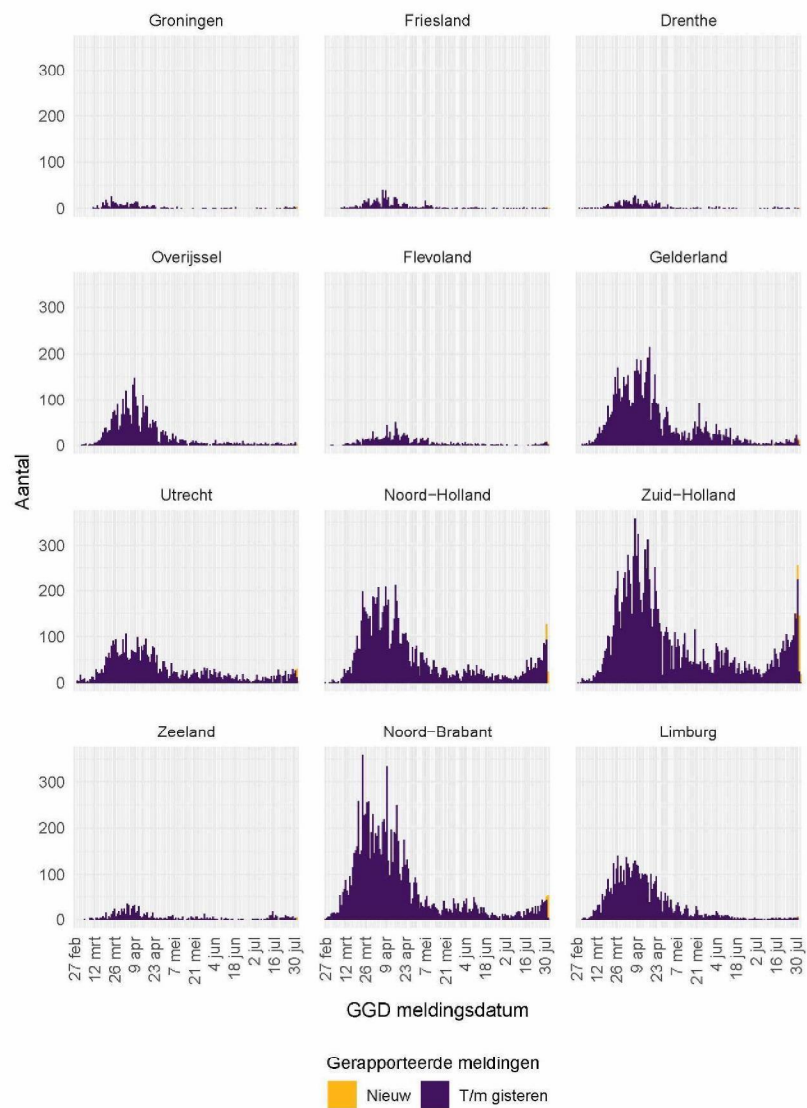 Groningen Friesland Drenthe
300
200
100
0
Overijssel Flevoland Gelderland
300
200
100
0
Aantal
Utrecht Noord-Holland Zuid-Holland
300
200
100
0
Zeeland Noord-Brabant Limburg
300
200
100
0
27 feb 12 mrt 26 mrt 9 apr 23 apr 7 mei 21 mei 4 jun 18 jun 2 jul 16 jul 30 jul 27 feb 12 mrt 26 mrt 9 apr 23 apr 7 mei 21 mei 4 jun 18 jun 2 jul 16 jul 30 jul 27 feb 12 mrt 26 mrt 9 apr 23 apr 7 mei 21 mei 4 jun 18 jun 2 jul 16 jul 30 jul
GGD meldingsdatum
Gerapporteerde meldingen
Nieuw T/m gisteren